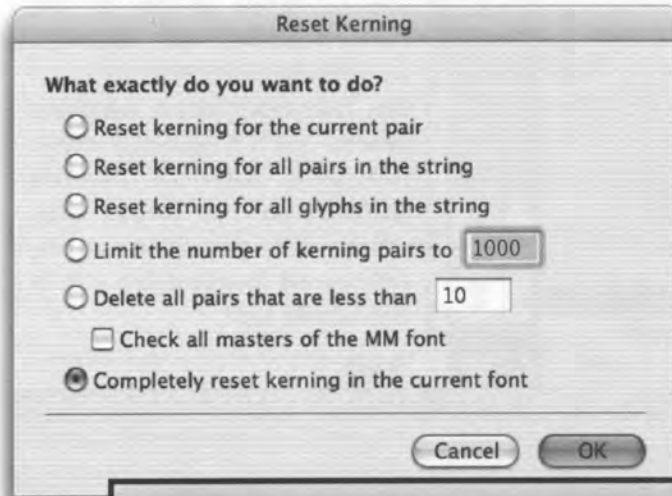 Reset Kerning
What exactly do you want to do?
Reset kerning for the current pair
Reset kerning for all pairs in the string
Reset kerning for all glyphs in the string
Limit the number of kerning pairs to 1000
Delete all pairs that are less than 10
Check all masters of the MM font
Completely reset kerning in the current font
Cancel OK